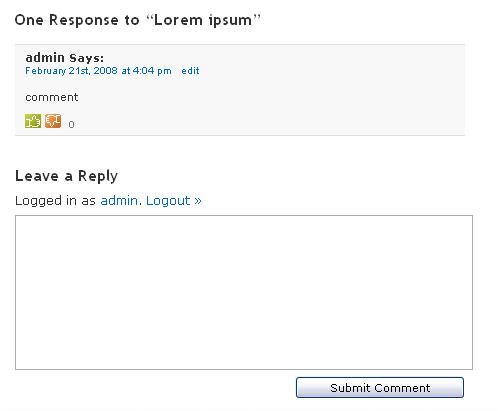 One Response to “Lorem ipsum”
admin Says:
February 21st, 2008 at 4:04 pm edit
comment
0
Leave a Reply
Logged in as admin. Logout »
Submit Comment